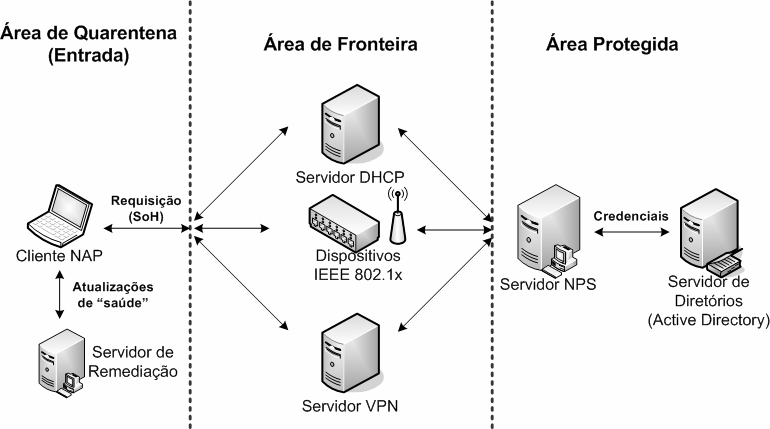 Área de Quarentena
(Entrada)
Área de Fronteira
Área Protegida
Servidor DHCP
Requisição
(SoH)
Cliente NAP
Dispositivos
IEEE 802.1x
Credenciais
Servidor NPS
Servidor de
Diretórios
(Active Directory)
Atualizações
de “saúde”
Servidor de
Remediação
Servidor VPN